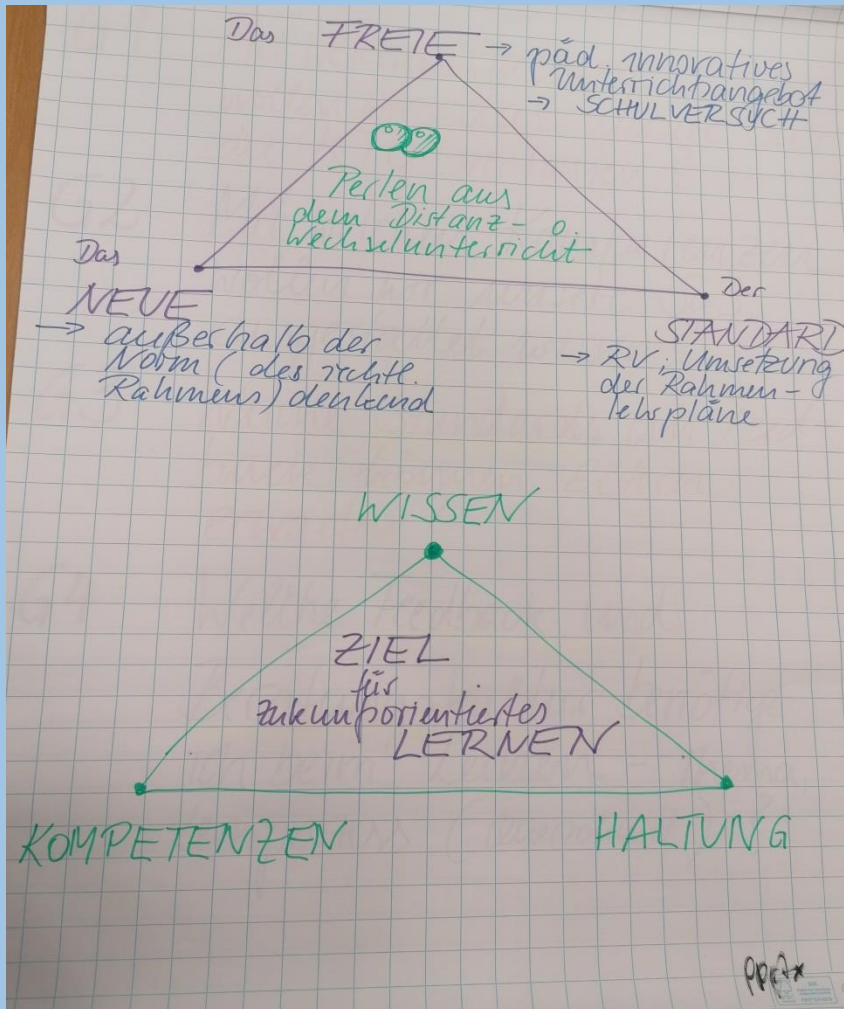 Das FREIE → päd. innovatives
Unterrichtsangebot
→ SCHULVERSUCH
Perlen aus
dem Distanz- o.
Wechselunterricht
Das
NEUE
→ außerhalb der
Norm (des rechtl.
Rahmens) denkend
Der
STANDARD
→ RV; Umsetzung
der Rahmen-
lehrpläne
WISSEN
ZIEL
für
zukunftsorientiertes
LERNEN
KOMPETENZEN
HALTUNG